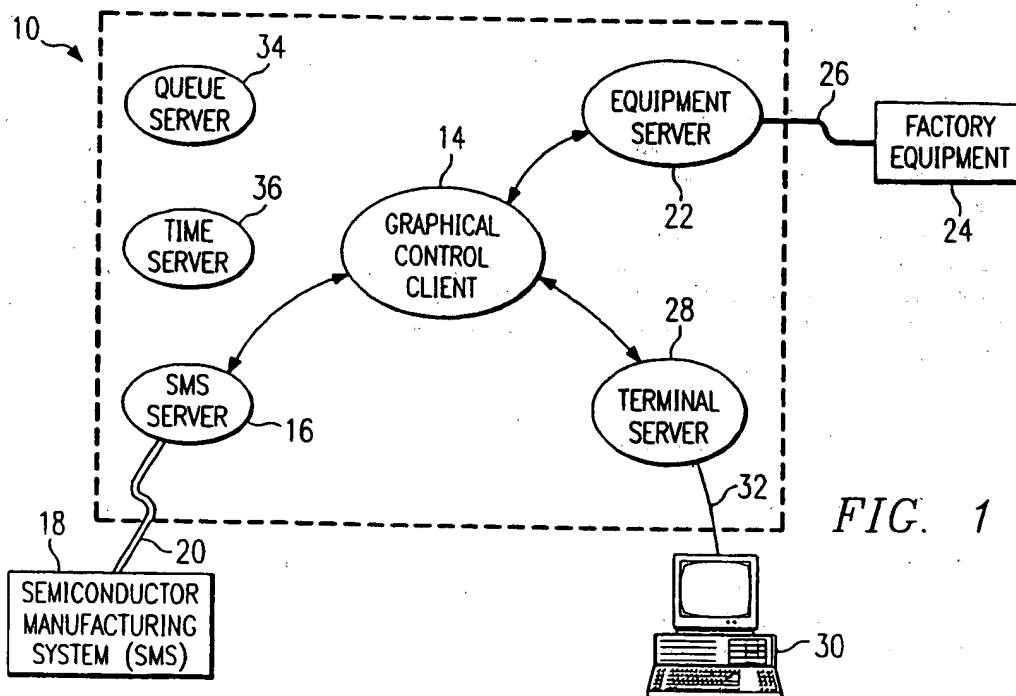 10
34
QUEUE
SERVER
EQUIPMENT
SERVER
22
26
FACTORY
EQUIPMENT
24
14
GRAPHICAL
CONTROL
CLIENT
36
TIME
SERVER
28
TERMINAL
SERVER
SMS
SERVER
16
32
FIG. 1
18
20
SEMICONDUCTOR
MANUFACTURING
SYSTEM (SMS)
30